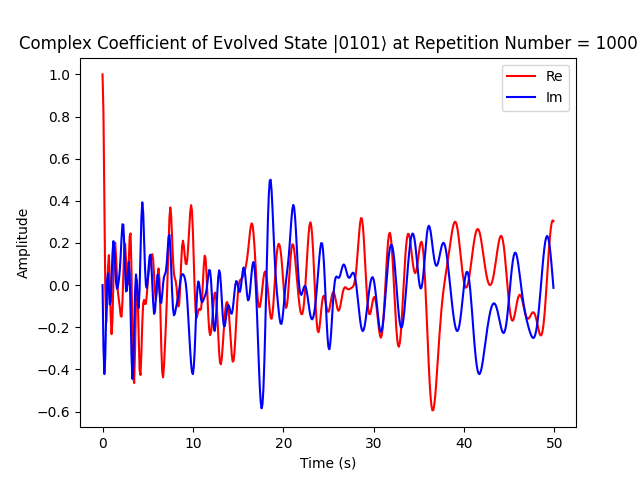 Complex Coefficient of Evolved State |0101⟩ at Repetition Number = 1000
Re
Im
Amplitude
1.0
0.8
0.6
0.4
0.2
0.0
−0.2
−0.4
−0.6
0 10 20 30 40 50
Time (s)